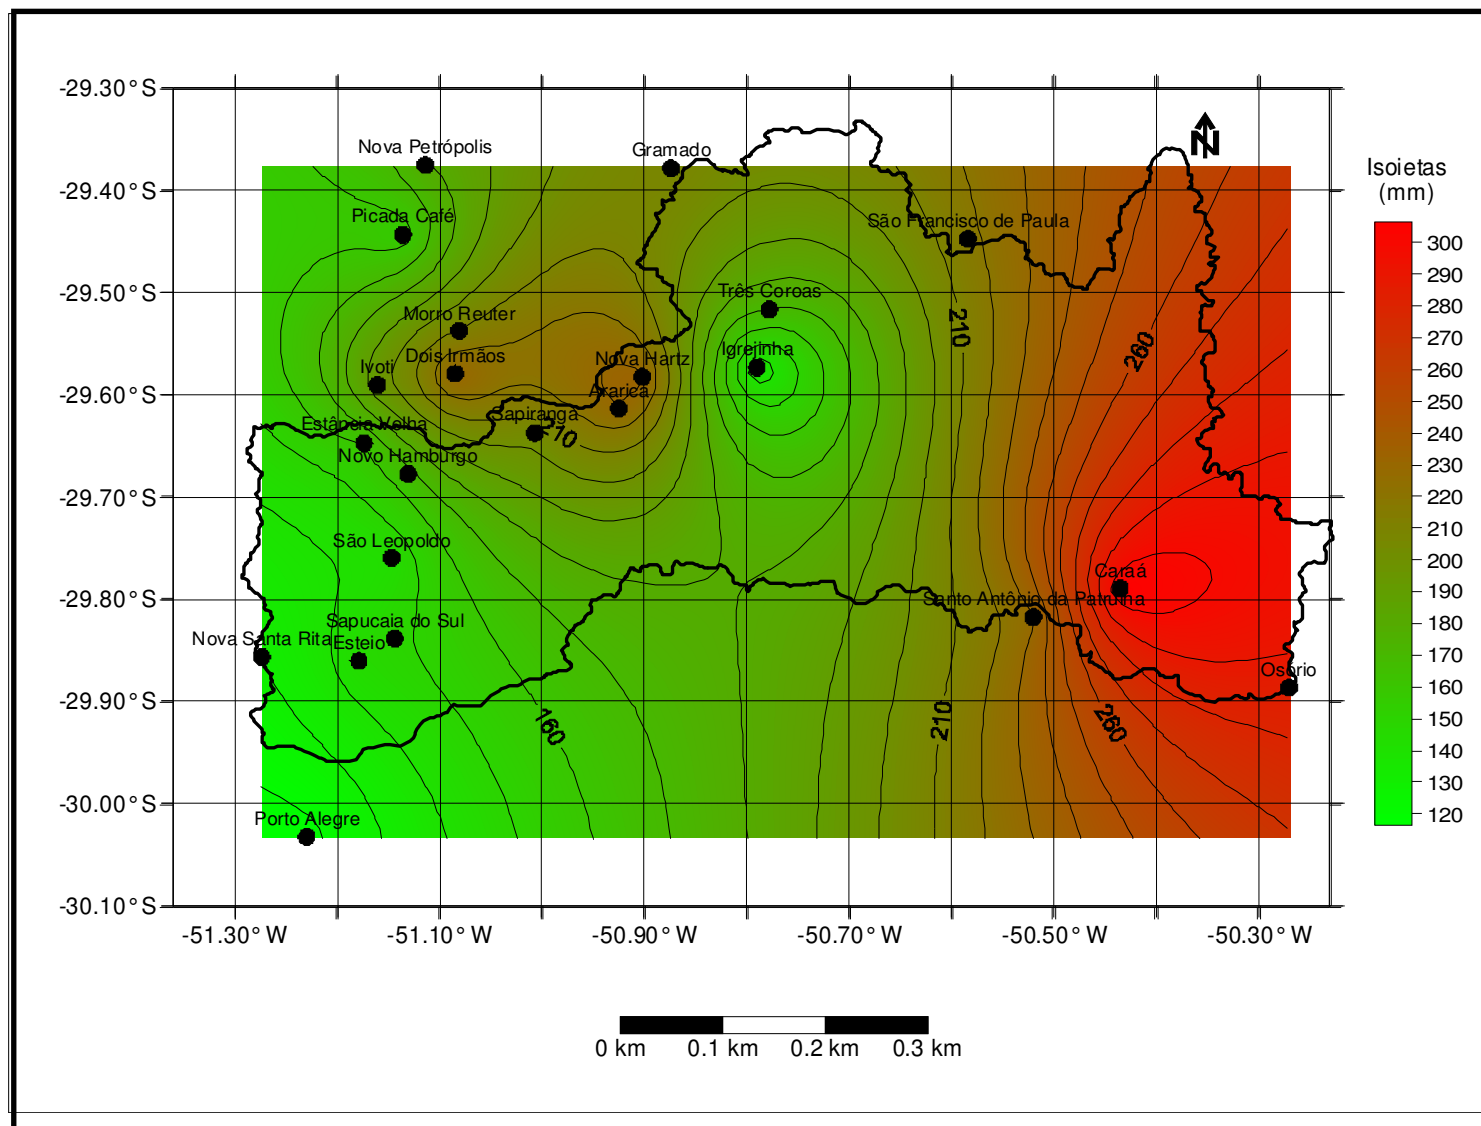 -29.30°S
-29.40°S
-29.50°S
-29.60°S
-29.70°S
-29.80°S
-29.90°S
-30.00°S
-30.10°S
Nova Petrópolis
Gramado
N
Picada Café
São Francisco de Paula
Três Coroas
Morro Reuter
210
260
Igrejinha
Dois Irmãos
Nova Hartz
Ivoti
Araricá
Sapiranga
Estância Velha
210
Novo Hamburgo
São Leopoldo
Caraá
Santo Antônio da Patrulha
Sapucaia do Sul
Nova Santa Rita
Esteio
Osório
160
210
260
Porto Alegre
-51.30°W
-51.10°W
-50.90°W
-50.70°W
-50.50°W
-50.30°W
Isoietas
(mm)
300
290
280
270
260
250
240
230
220
210
200
190
180
170
160
150
140
130
120
0 km
0.1 km
0.2 km
0.3 km